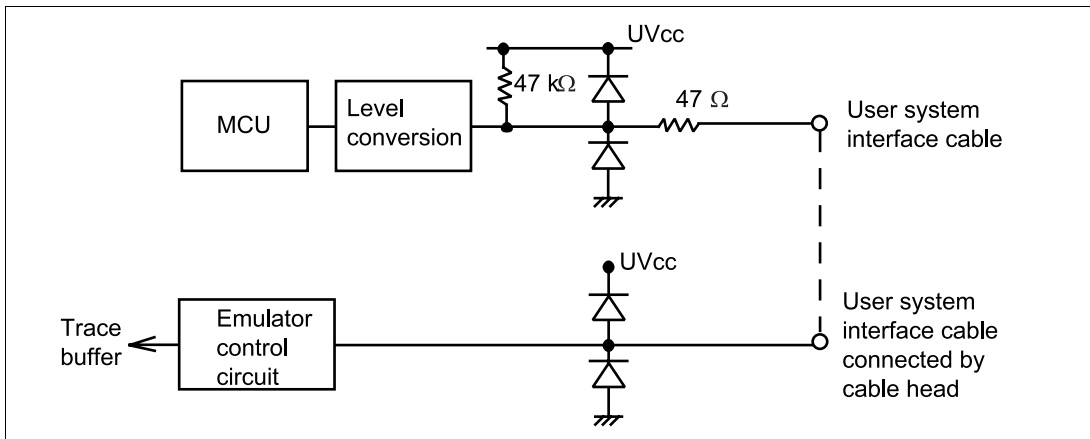 UVcc
47 kΩ
47 Ω
MCU
Level
conversion
User system
interface cable
UVcc
Trace
buffer
Emulator
control
circuit
User system
interface cable
connected by
cable head